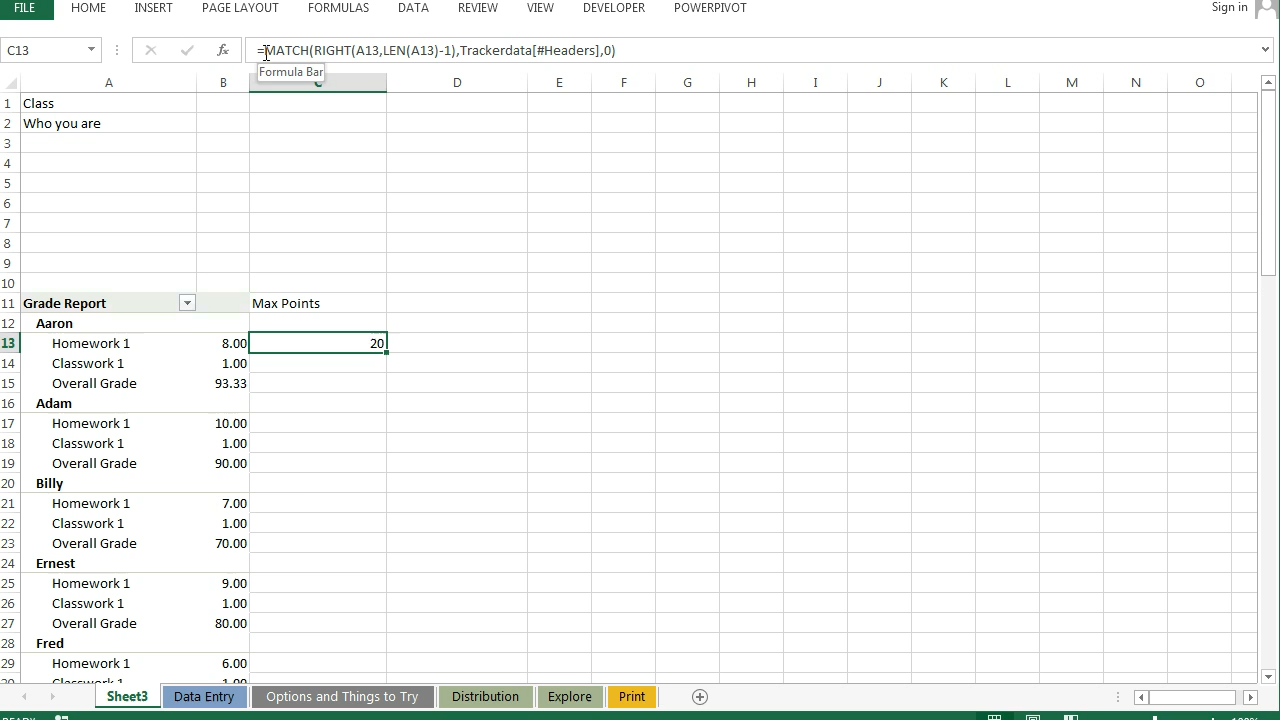 FILE HOME INSERT PAGE LAYOUT FORMULAS DATA REVIEW VIEW DEVELOPER POWERPIVOT Sign in
C13 fx =MATCH(RIGHT(A13,LEN(A13)-1),Trackerdata[#Headers],0)
Formula Bar
A B C D E F G H I J K L M N O
1 Class
2 Who you are
3
4
5
6
7
8
9
10
11 Grade Report Max Points
12 Aaron
13 Homework 1 8.00 20
14 Classwork 1 1.00
15 Overall Grade 93.33
16 Adam
17 Homework 1 10.00
18 Classwork 1 1.00
19 Overall Grade 90.00
20 Billy
21 Homework 1 7.00
22 Classwork 1 1.00
23 Overall Grade 70.00
24 Ernest
25 Homework 1 9.00
26 Classwork 1 1.00
27 Overall Grade 80.00
28 Fred
29 Homework 1 6.00
Classwork 1 1.00
Sheet3 Data Entry Options and Things to Try Distribution Explore Print